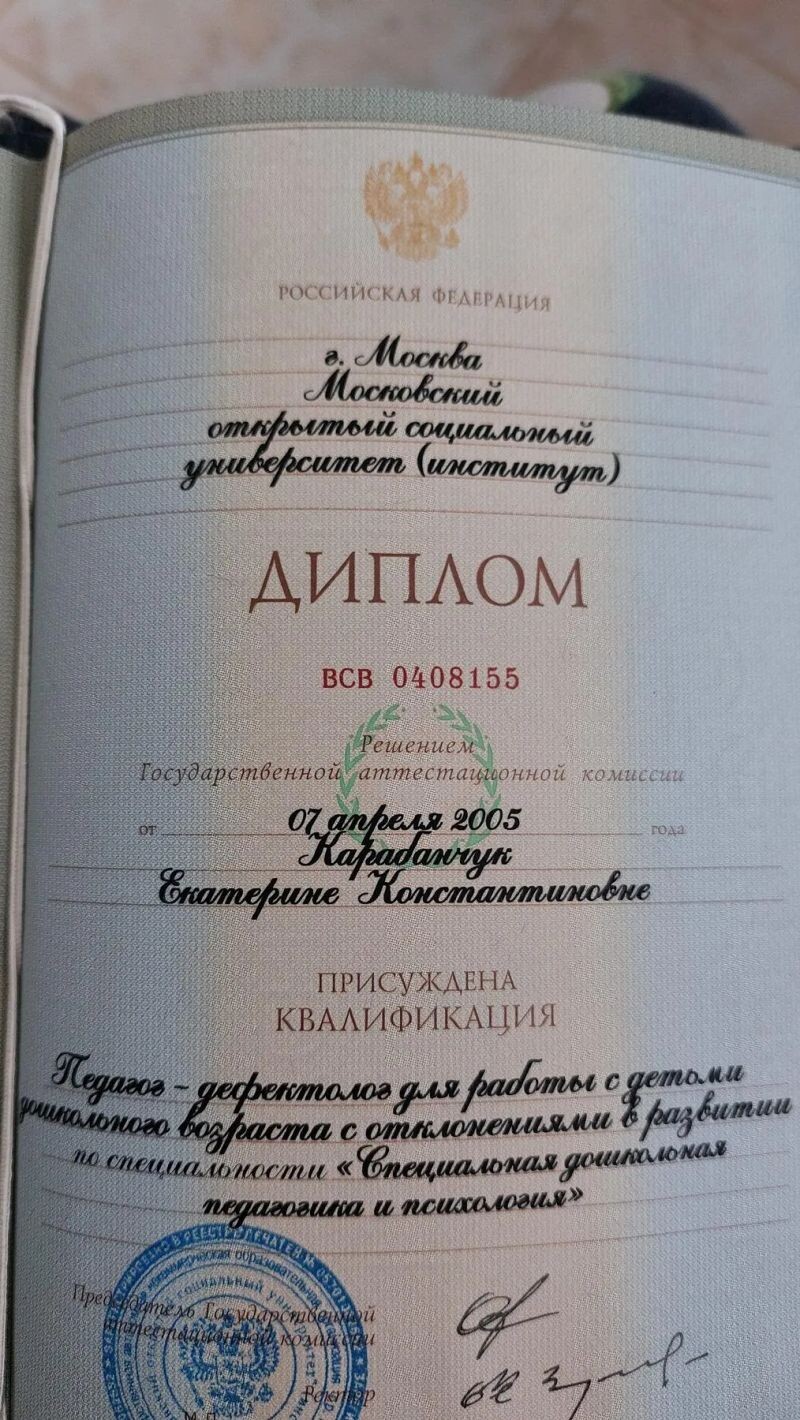 РОССИЙСКАЯ ФЕДЕРАЦИЯ
г. Москва
Московский
открытый социальный
университет (институт)
ДИПЛОМ
ВСВ 0408155
Решением
Государственной аттестационной комиссии
от 07 апреля 2005 года
Карабанчук
Екатерине Константиновне
ПРИСУЖДЕНА
КВАЛИФИКАЦИЯ
Педагог – дефектолог для работы с детьми
дошкольного возраста с отклонениями в развитии
по специальности «Специальная дошкольная
педагогика и психология»
Председатель Государственной
аттестационной комиссии
Ректор
М.П.